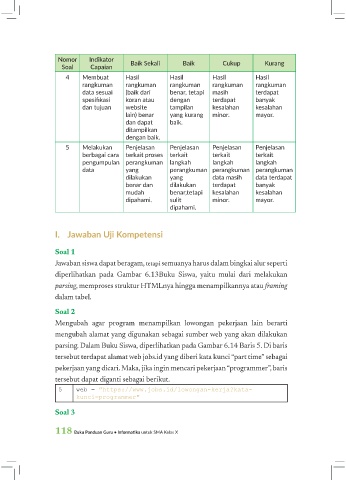 Nomor Soal | Indikator Capaian | Baik Sekali | Baik | Cukup | Kurang
4 | Membuat rangkuman data sesuai spesifikasi dan tujuan | Hasil rangkuman (baik dari koran atau website lain) benar dan dapat ditampilkan dengan baik. | Hasil rangkuman benar, tetapi dengan tampilan yang kurang baik. | Hasil rangkuman masih terdapat kesalahan minor. | Hasil rangkuman terdapat banyak kesalahan mayor.
5 | Melakukan berbagai cara pengumpulan data | Penjelasan terkait proses perangkuman yang dilakukan benar dan mudah dipahami. | Penjelasan terkait langkah perangkuman yang dilakukan benar,tetapi sulit dipahami. | Penjelasan terkait langkah perangkuman data masih terdapat kesalahan minor. | Penjelasan terkait langkah perangkuman data terdapat banyak kesalahan mayor.
I. Jawaban Uji Kompetensi
Soal 1
Jawaban siswa dapat beragam, tetapi semuanya harus dalam bingkai alur seperti
diperlihatkan pada Gambar 6.13Buku Siswa, yaitu mulai dari melakukan
parsing, memproses struktur HTMLnya hingga menampilkannya atau framing
dalam tabel.
Soal 2
Mengubah agar program menampilkan lowongan pekerjaan lain berarti
mengubah alamat yang digunakan sebagai sumber web yang akan dilakukan
parsing. Dalam Buku Siswa, diperlihatkan pada Gambar 6.14 Baris 5. Di baris
tersebut terdapat alamat web jobs.id yang diberi kata kunci "part time" sebagai
pekerjaan yang dicari. Maka, jika ingin mencari pekerjaan "programmer", baris
tersebut dapat diganti sebagai berikut.
5 web = "https://www.jobs.id/lowongan-kerja?kata-
kunci=programmer"
Soal 3
118 Buku Panduan Guru • Informatika untuk SMA Kelas X